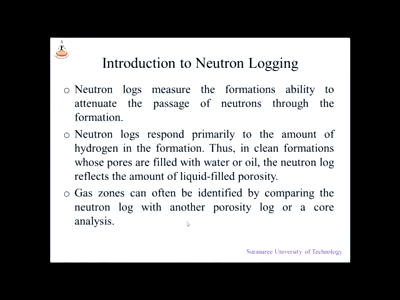 Introduction to Neutron Logging
Neutron logs measure the formations ability to
attenuate the passage of neutrons through the
formation.
Neutron logs respond primarily to the amount of
hydrogen in the formation. Thus, in clean formations
whose pores are filled with water or oil, the neutron log
reflects the amount of liquid-filled porosity.
Gas zones can often be identified by comparing the
neutron log with another porosity log or a core
analysis.
Suranaree University of Technology